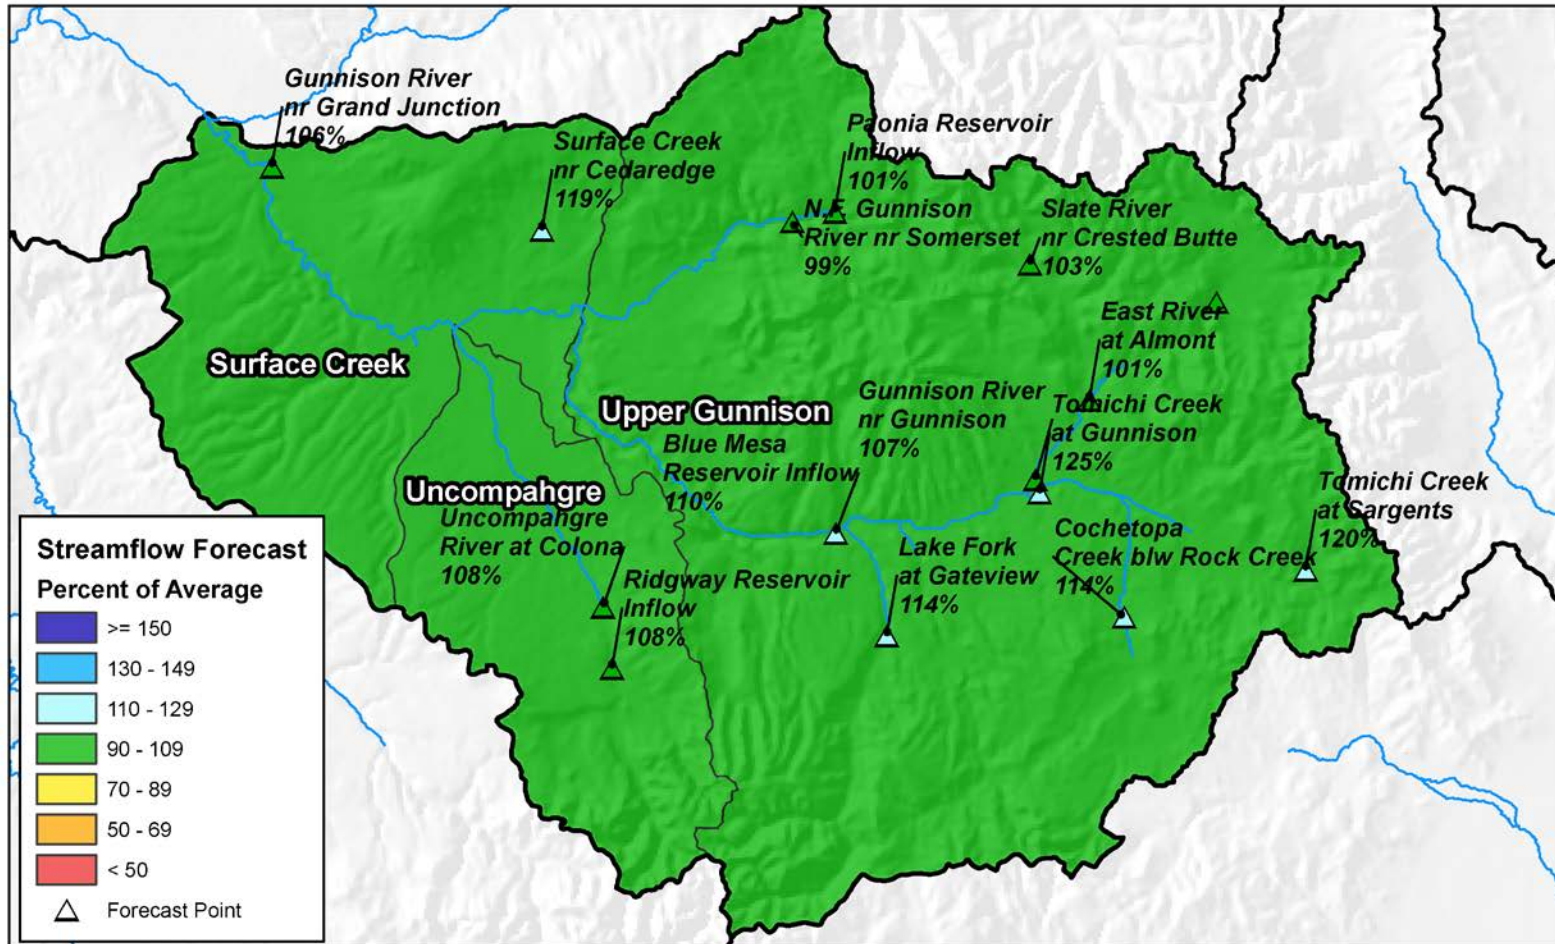 Gunnison River
nr Grand Junction
106%
Surface Creek
nr Cedaredge
119%
Paonia Reservoir
Inflow
101%
N.F. Gunnison
River nr Somerset
99%
Slate River
nr Crested Butte
103%
East River
at Almont
101%
Surface Creek
Upper Gunnison
Gunnison River
nr Gunnison
107%
Tomichi Creek
at Gunnison
125%
Blue Mesa
Reservoir Inflow
110%
Uncompahgre
Uncompahgre
River at Colona
108%
Ridgway Reservoir
Inflow
108%
Lake Fork
at Gateview
114%
Cochetopa
Creek blw Rock Creek
114%
Tomichi Creek
at Sargents
120%
Streamflow Forecast
Percent of Average
>= 150
130 - 149
110 - 129
90 - 109
70 - 89
50 - 69
< 50
Forecast Point